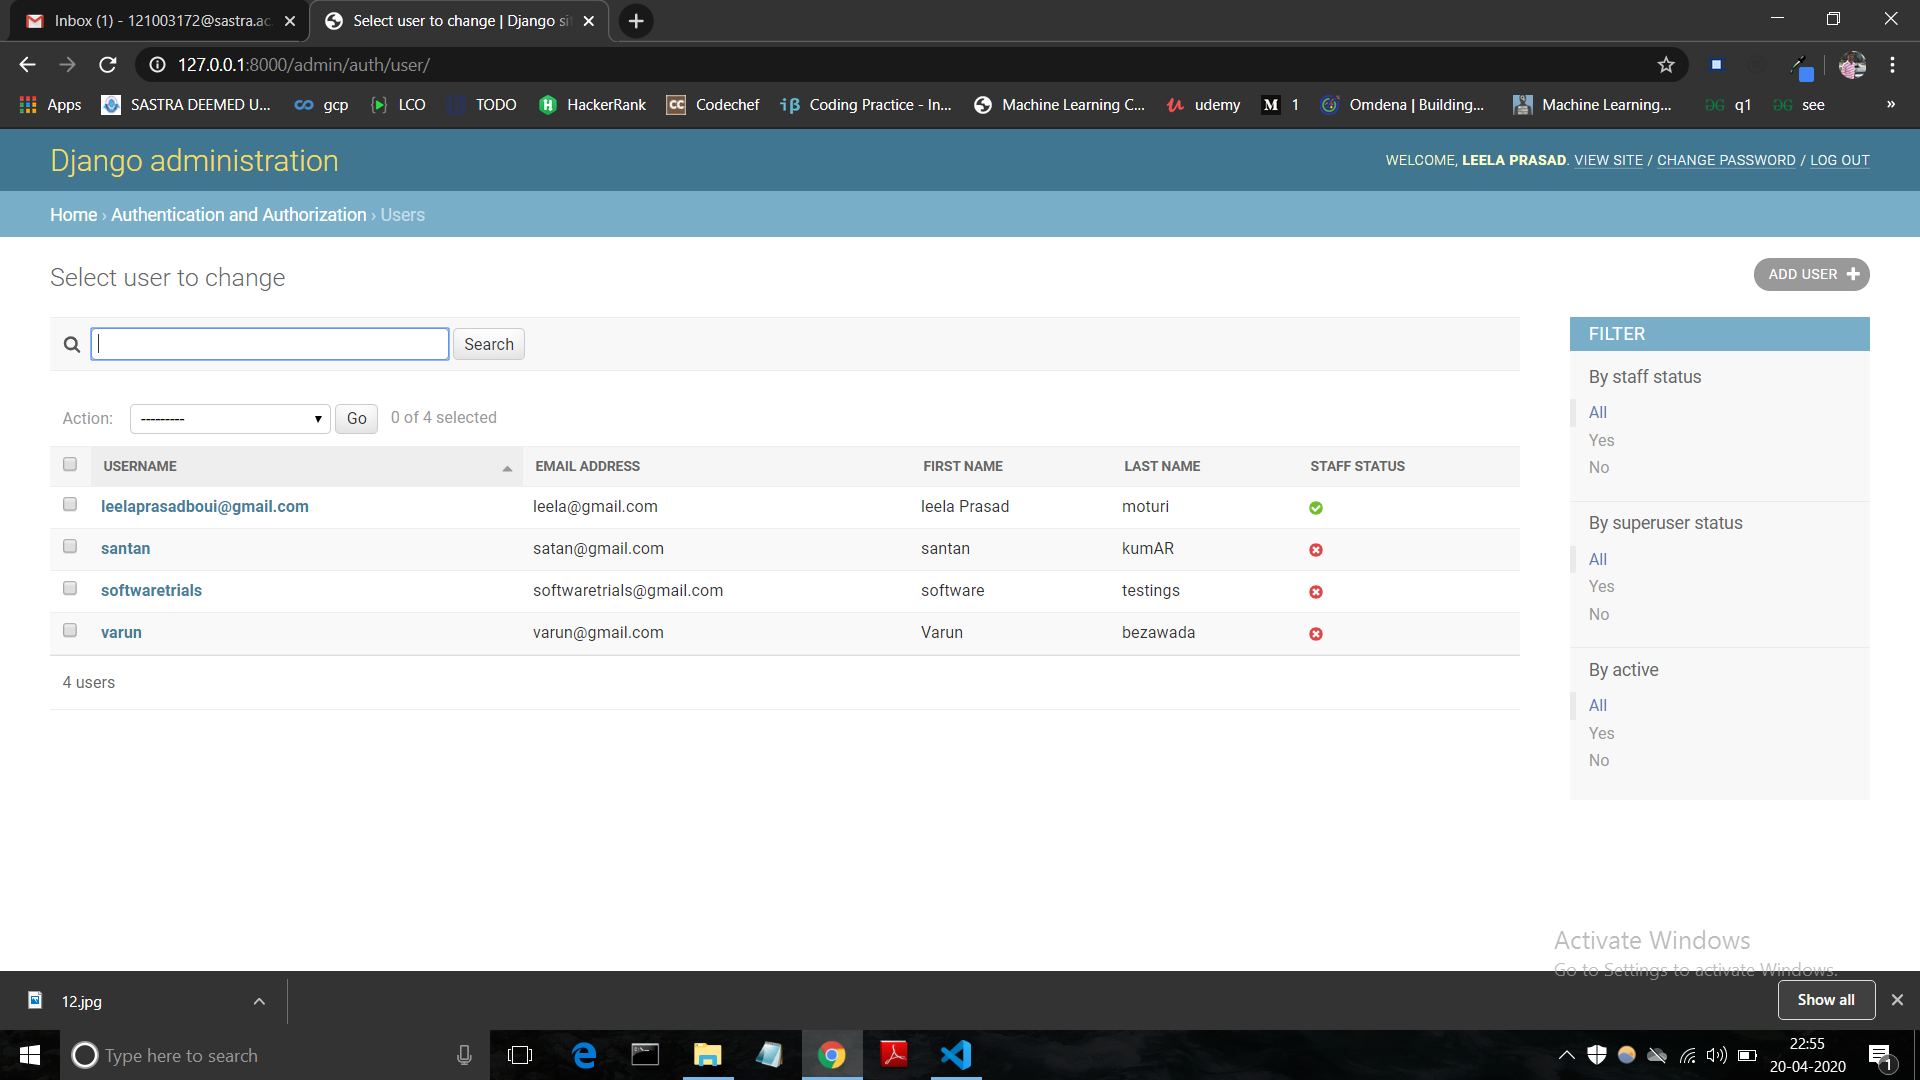 Inbox (1) - 121003172@sastra.ac.
Select user to change | Django si
127.0.0.1:8000/admin/auth/user/
Apps SASTRA DEEMED U... gcp LCO TODO HackerRank Codechef Coding Practice - In... Machine Learning C... udemy M 1 Omdena | Building... Machine Learning... q1 see »
Django administration
WELCOME, LEELA PRASAD. VIEW SITE / CHANGE PASSWORD / LOG OUT
Home › Authentication and Authorization › Users
Select user to change
ADD USER +
Search
Action: --------- Go 0 of 4 selected
USERNAME EMAIL ADDRESS FIRST NAME LAST NAME STAFF STATUS
leelaprasadboui@gmail.com leela@gmail.com leela Prasad moturi
santan satan@gmail.com santan kumAR
softwaretrials softwaretrials@gmail.com software testings
varun varun@gmail.com Varun bezawada
4 users
FILTER
By staff status
All
Yes
No
By superuser status
All
Yes
No
By active
All
Yes
No
Activate Windows
Go to Settings to activate Windows.
12.jpg
Show all
Type here to search
22:55
20-04-2020
1